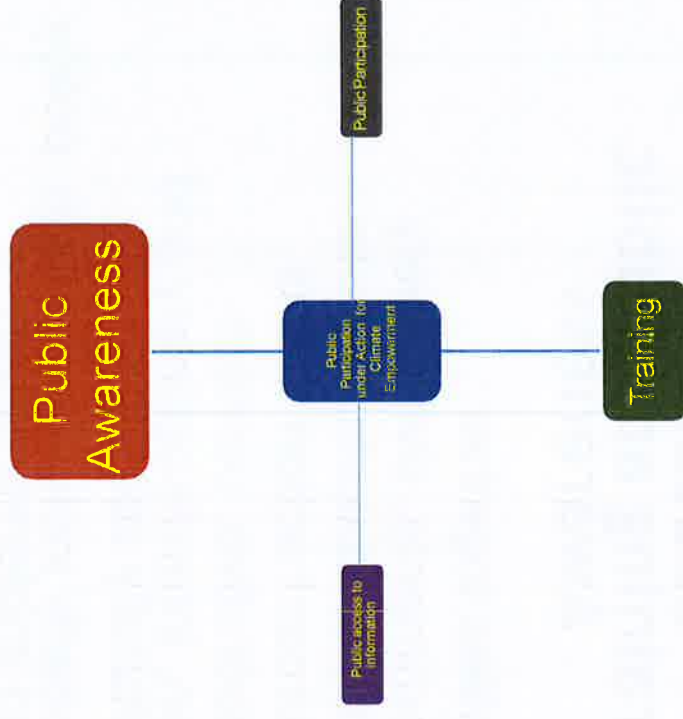 Public
Awareness
Public Participation
Public
Participation
under Action for
Climate
Empowerment
Public access to
information
Training